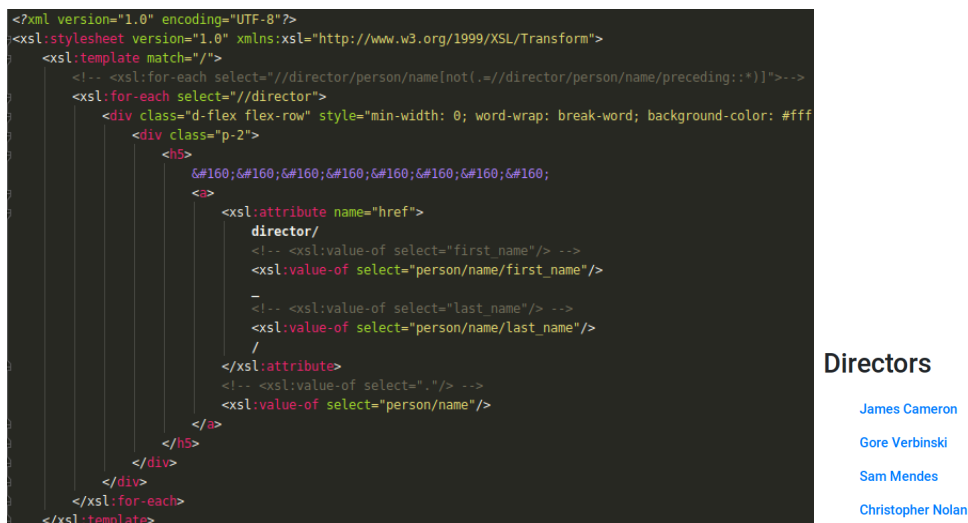 <?xml version="1.0" encoding="UTF-8"?>
<xsl:stylesheet version="1.0" xmlns:xsl="http://www.w3.org/1999/XSL/Transform">
<xsl:template match="/">
<!-- <xsl:for-each select="//director/person/name[not(.=//director/person/name/preceding::*)]">-->
<xsl:for-each select="//director">
<div class="d-flex flex-row" style="min-width: 0; word-wrap: break-word; background-color: #fff
<div class="p-2">
<h5>
&#160;&#160;&#160;&#160;&#160;&#160;&#160;&#160;
<a>
<xsl:attribute name="href">
director/
<!-- <xsl:value-of select="first_name"/> -->
<xsl:value-of select="person/name/first_name"/>
_
<!-- <xsl:value-of select="last_name"/> -->
<xsl:value-of select="person/name/last_name"/>
/
</xsl:attribute>
<!-- <xsl:value-of select="."/> -->
<xsl:value-of select="person/name"/>
</a>
</h5>
</div>
</div>
</xsl:for-each>
</xsl:template>
Directors
James Cameron
Gore Verbinski
Sam Mendes
Christopher Nolan